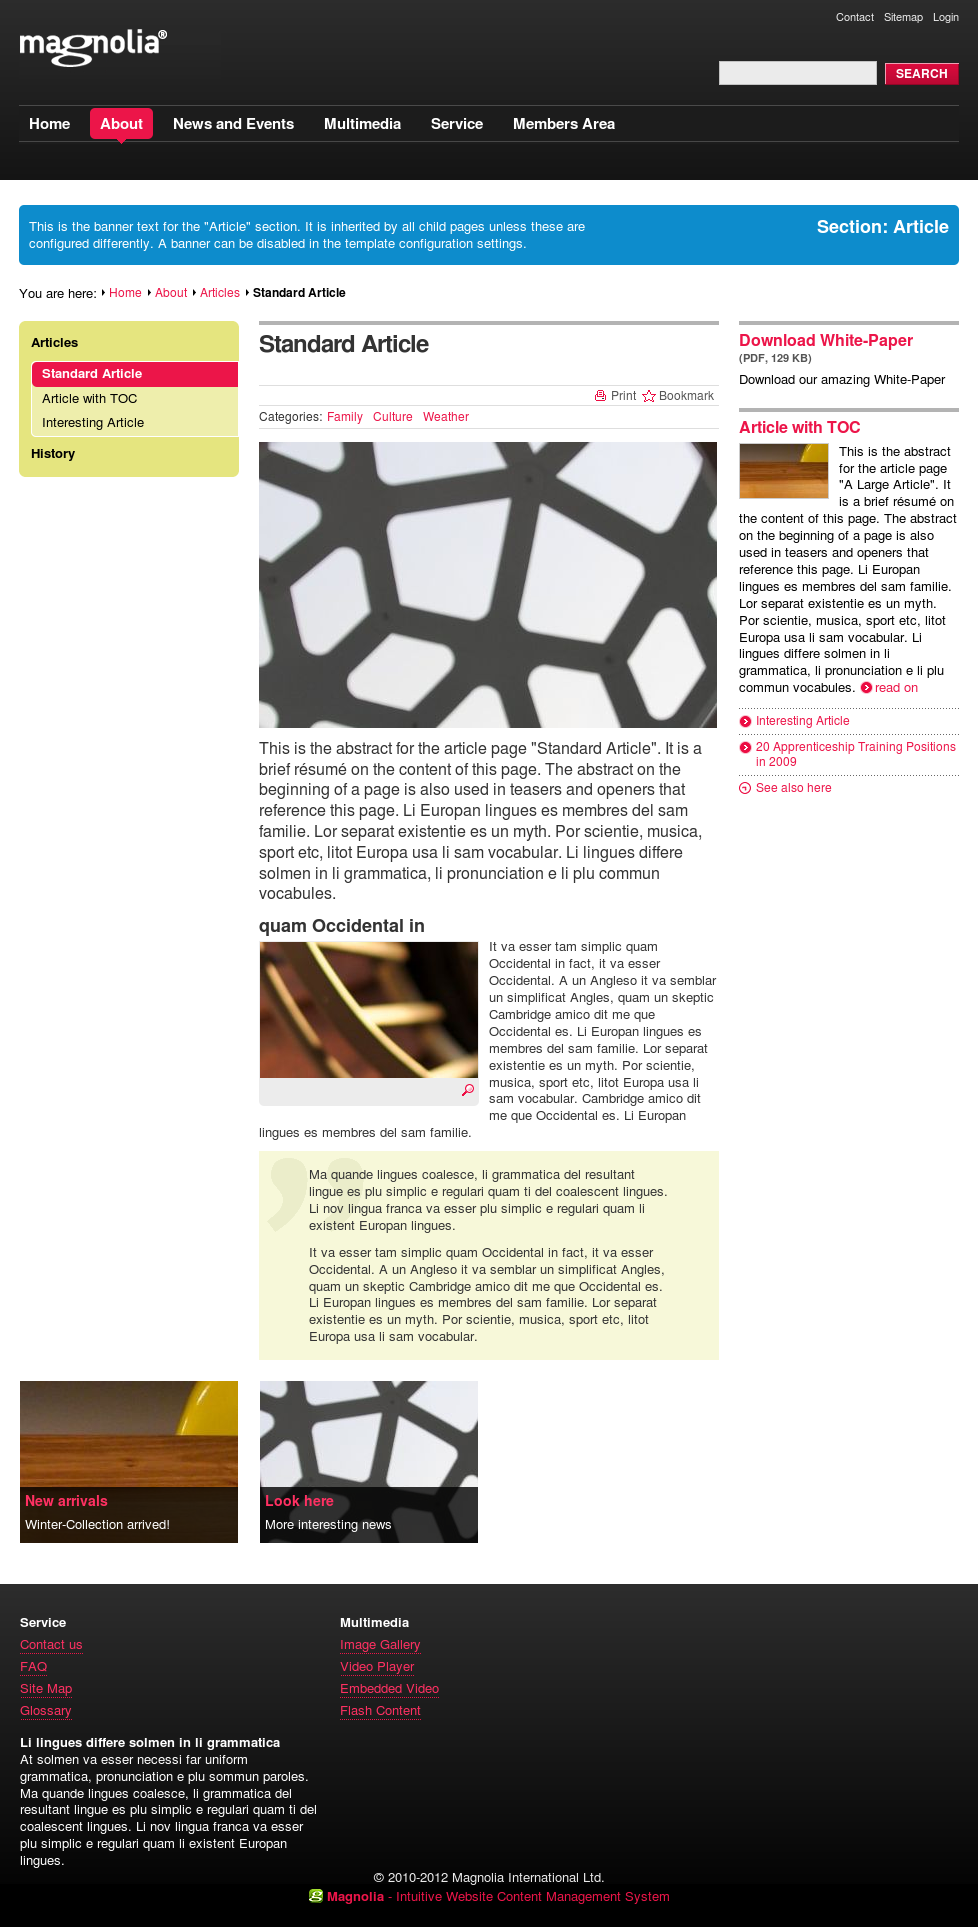 Contact Sitemap Login
magnolia®
SEARCH
Home About News and Events Multimedia Service Members Area
This is the banner text for the "Article" section. It is inherited by all child pages unless these are
configured differently. A banner can be disabled in the template configuration settings.
Section: Article
You are here: Home About Articles Standard Article
Articles
Standard Article
Article with TOC
Interesting Article
History
Standard Article
Print Bookmark
Categories: Family Culture Weather
This is the abstract for the article page "Standard Article". It is a
brief résumé on the content of this page. The abstract on the
beginning of a page is also used in teasers and openers that
reference this page. Li Europan lingues es membres del sam
familie. Lor separat existentie es un myth. Por scientie, musica,
sport etc, litot Europa usa li sam vocabular. Li lingues differe
solmen in li grammatica, li pronunciation e li plu commun
vocabules.
quam Occidental in
It va esser tam simplic quam
Occidental in fact, it va esser
Occidental. A un Angleso it va semblar
un simplificat Angles, quam un skeptic
Cambridge amico dit me que
Occidental es. Li Europan lingues es
membres del sam familie. Lor separat
existentie es un myth. Por scientie,
musica, sport etc, litot Europa usa li
sam vocabular. Cambridge amico dit
me que Occidental es. Li Europan
lingues es membres del sam familie.
Ma quande lingues coalesce, li grammatica del resultant
lingue es plu simplic e regulari quam ti del coalescent lingues.
Li nov lingua franca va esser plu simplic e regulari quam li
existent Europan lingues.
It va esser tam simplic quam Occidental in fact, it va esser
Occidental. A un Angleso it va semblar un simplificat Angles,
quam un skeptic Cambridge amico dit me que Occidental es.
Li Europan lingues es membres del sam familie. Lor separat
existentie es un myth. Por scientie, musica, sport etc, litot
Europa usa li sam vocabular.
Download White-Paper
(PDF, 129 KB)
Download our amazing White-Paper
Article with TOC
This is the abstract
for the article page
"A Large Article". It
is a brief résumé on
the content of this page. The abstract
on the beginning of a page is also
used in teasers and openers that
reference this page. Li Europan
lingues es membres del sam familie.
Lor separat existentie es un myth.
Por scientie, musica, sport etc, litot
Europa usa li sam vocabular. Li
lingues differe solmen in li
grammatica, li pronunciation e li plu
commun vocabules. read on
Interesting Article
20 Apprenticeship Training Positions
in 2009
See also here
New arrivals
Winter-Collection arrived!
Look here
More interesting news
Service
Contact us
FAQ
Site Map
Glossary
Multimedia
Image Gallery
Video Player
Embedded Video
Flash Content
Li lingues differe solmen in li grammatica
At solmen va esser necessi far uniform
grammatica, pronunciation e plu sommun paroles.
Ma quande lingues coalesce, li grammatica del
resultant lingue es plu simplic e regulari quam ti del
coalescent lingues. Li nov lingua franca va esser
plu simplic e regulari quam li existent Europan
lingues.
© 2010-2012 Magnolia International Ltd.
Magnolia - Intuitive Website Content Management System